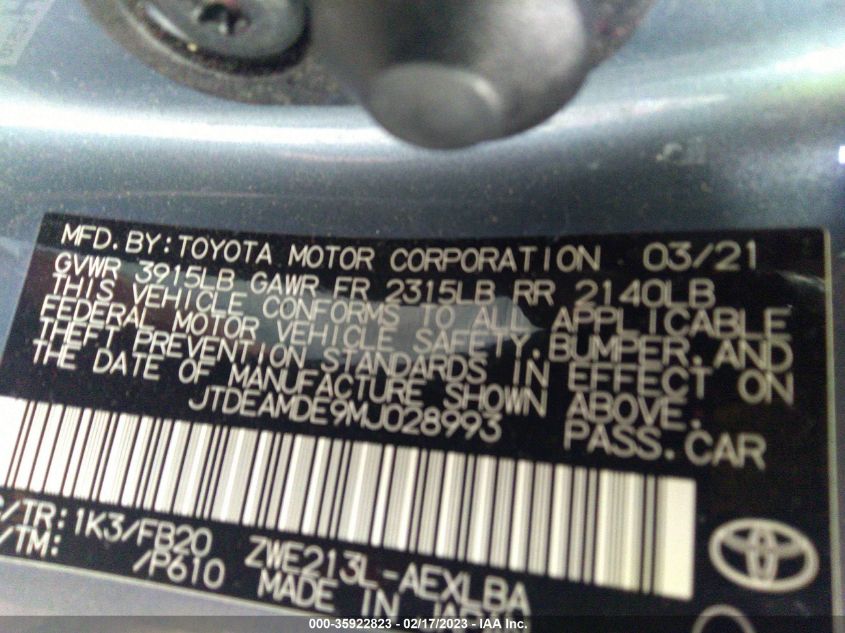 MFD.BY:TOYOTA MOTOR CORPORATION 03/21
GVWR 3915LB GAWR FR 2315LB RR 2140LB
THIS VEHICLE CONFORMS TO ALL APPLICABLE
FEDERAL MOTOR VEHICLE SAFETY,BUMPER,AND
THEFT PREVENTION STANDARDS IN EFFECT ON
THE DATE OF MANUFACTURE SHOWN ABOVE.
JTDEAMDE9MJ028993 PASS.CAR
/TR:1K3/FB20 ZWE213L-AEXLBA
/TM: /P610 MADE IN
000-35922823 - 02/17/2023 - IAA Inc.